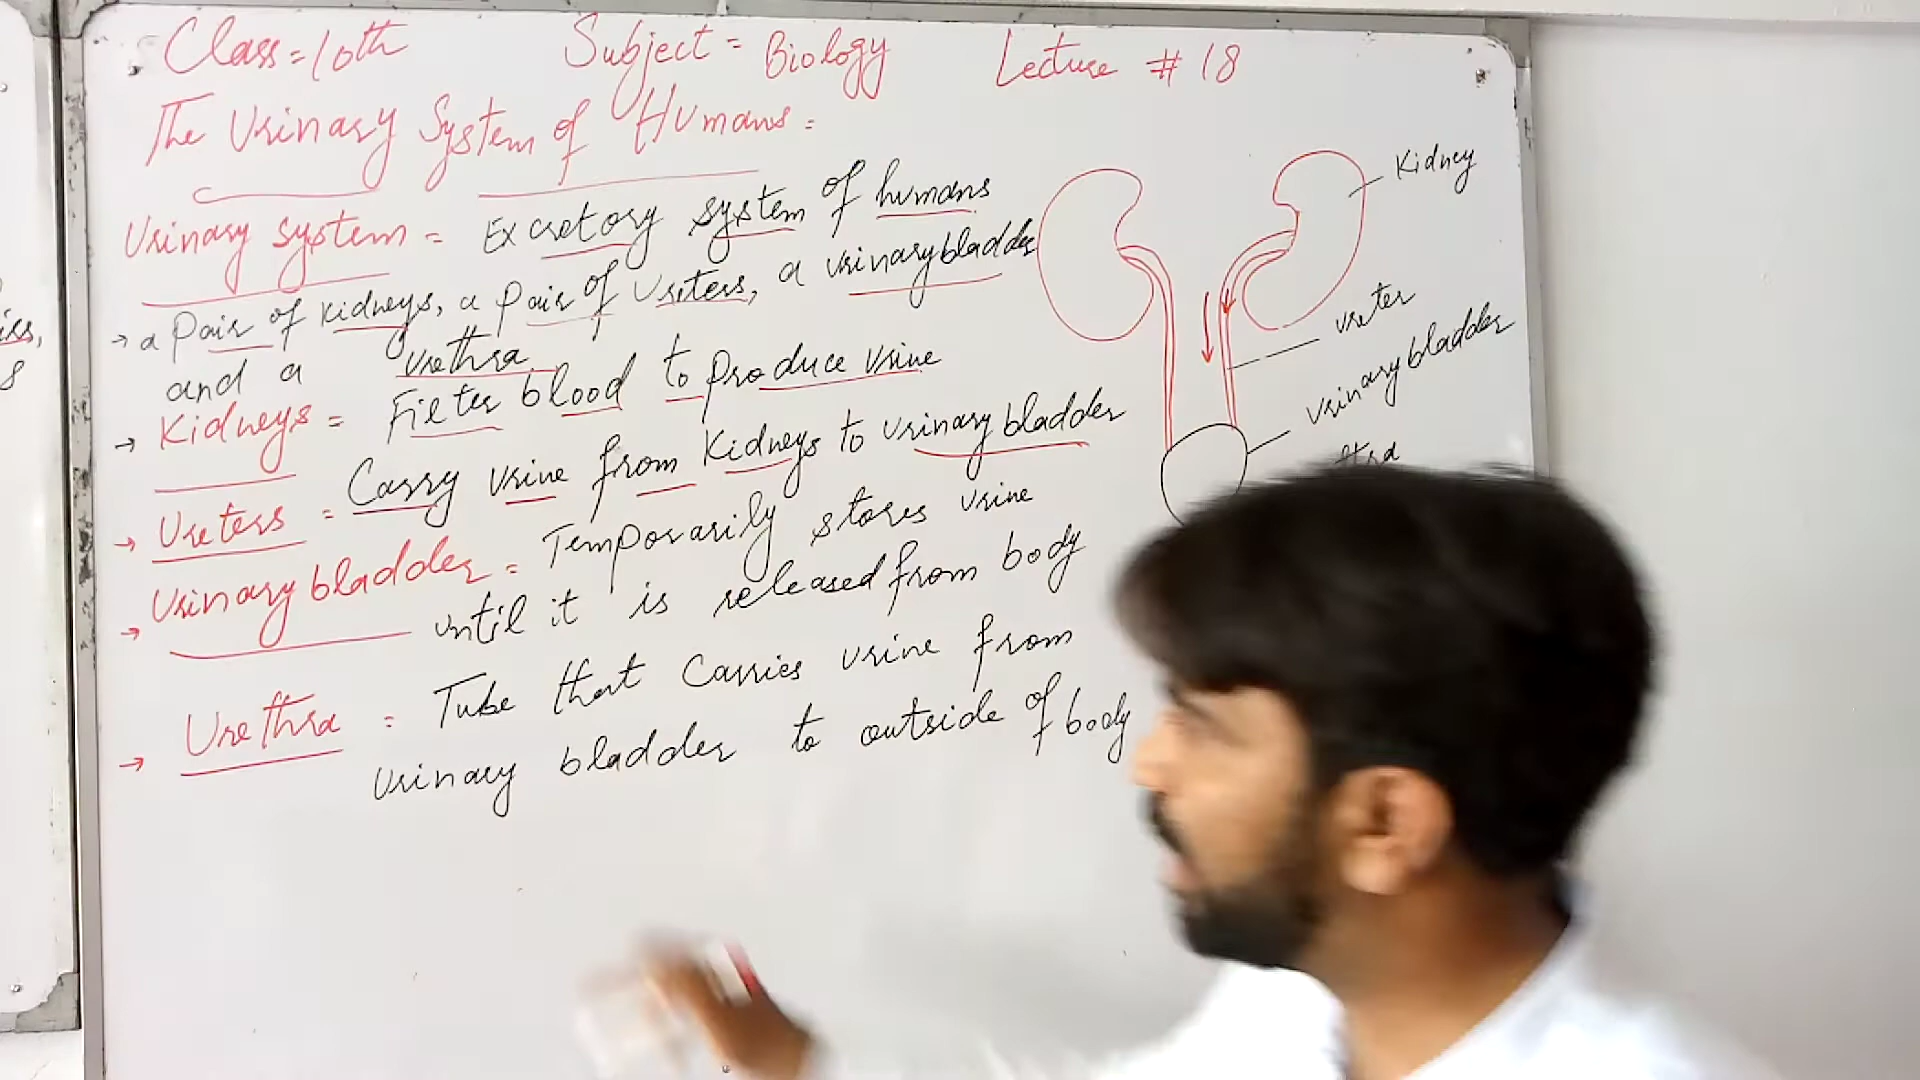 Class = 10th Subject = Biology Lecture # 18
The Urinary System of Humans =
Urinary system = Excretory system of humans
→ a pair of kidneys, a pair of Ureters, a urinary bladder
and a urethra
→ Kidneys = Filter blood to produce urine
→ Ureters = Carry urine from Kidneys to urinary bladder
→ Urinary bladder = Temporarily stores urine
until it is released from body
→ Urethra = Tube that Carries urine from
urinary bladder to outside of body
Kidney
ureter
urinary bladder